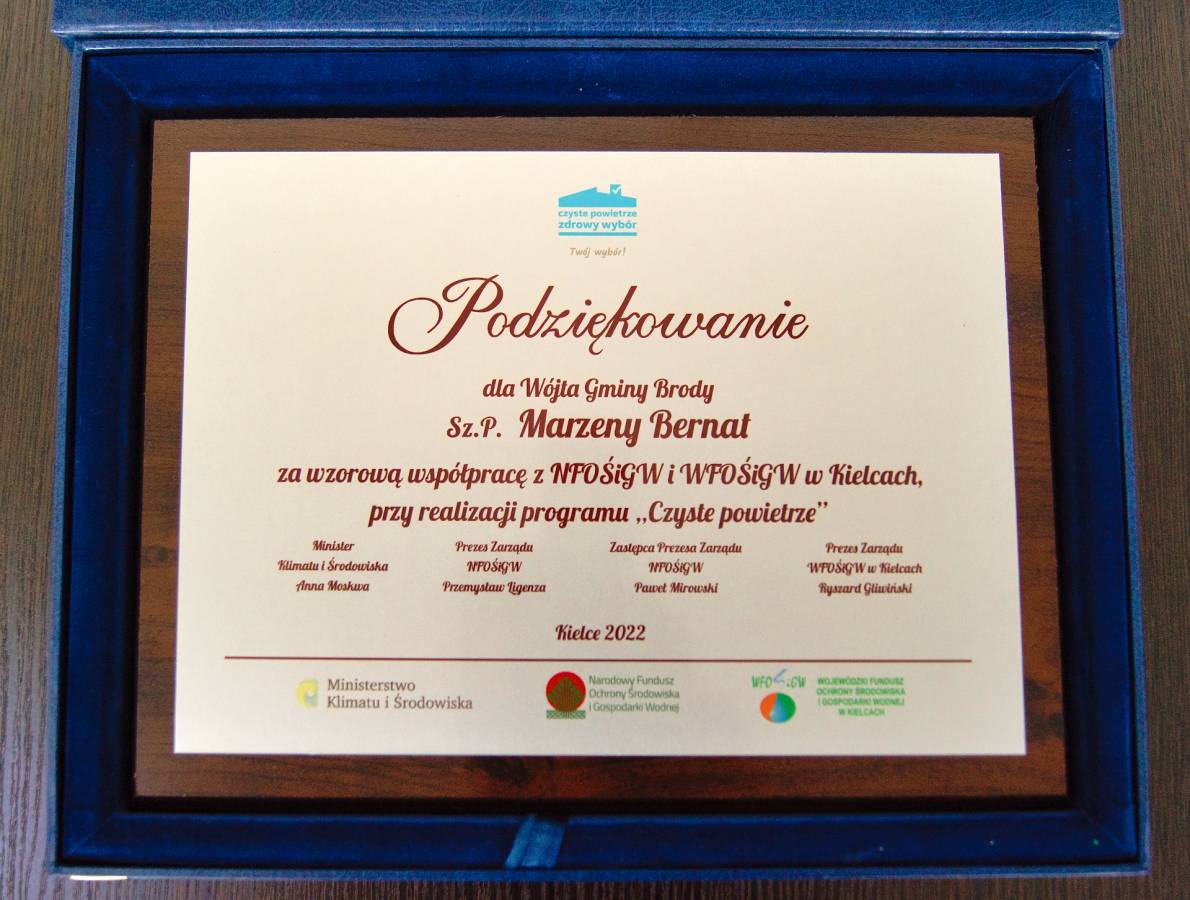 czyste powietrze
zdrowy wybór
Twój wybór!
Podziękowanie
dla Wójta Gminy Brody
Sz.P. Marzeny Bernat
za wzorową współpracę z NFOŚiGW i WFOŚiGW w Kielcach,
przy realizacji programu „Czyste powietrze”
Minister
Klimatu i Środowiska
Anna Moskwa
Prezes Zarządu
NFOŚiGW
Przemysław Ligenza
Zastępca Prezesa Zarządu
NFOŚiGW
Paweł Mirowski
Prezes Zarządu
WFOŚiGW w Kielcach
Ryszard Gliwiński
Kielce 2022
Ministerstwo
Klimatu i Środowiska
Narodowy Fundusz
Ochrony Środowiska
i Gospodarki Wodnej
WFOŚiGW
WOJEWÓDZKI FUNDUSZ
OCHRONY ŚRODOWISKA
I GOSPODARKI WODNEJ
W KIELCACH